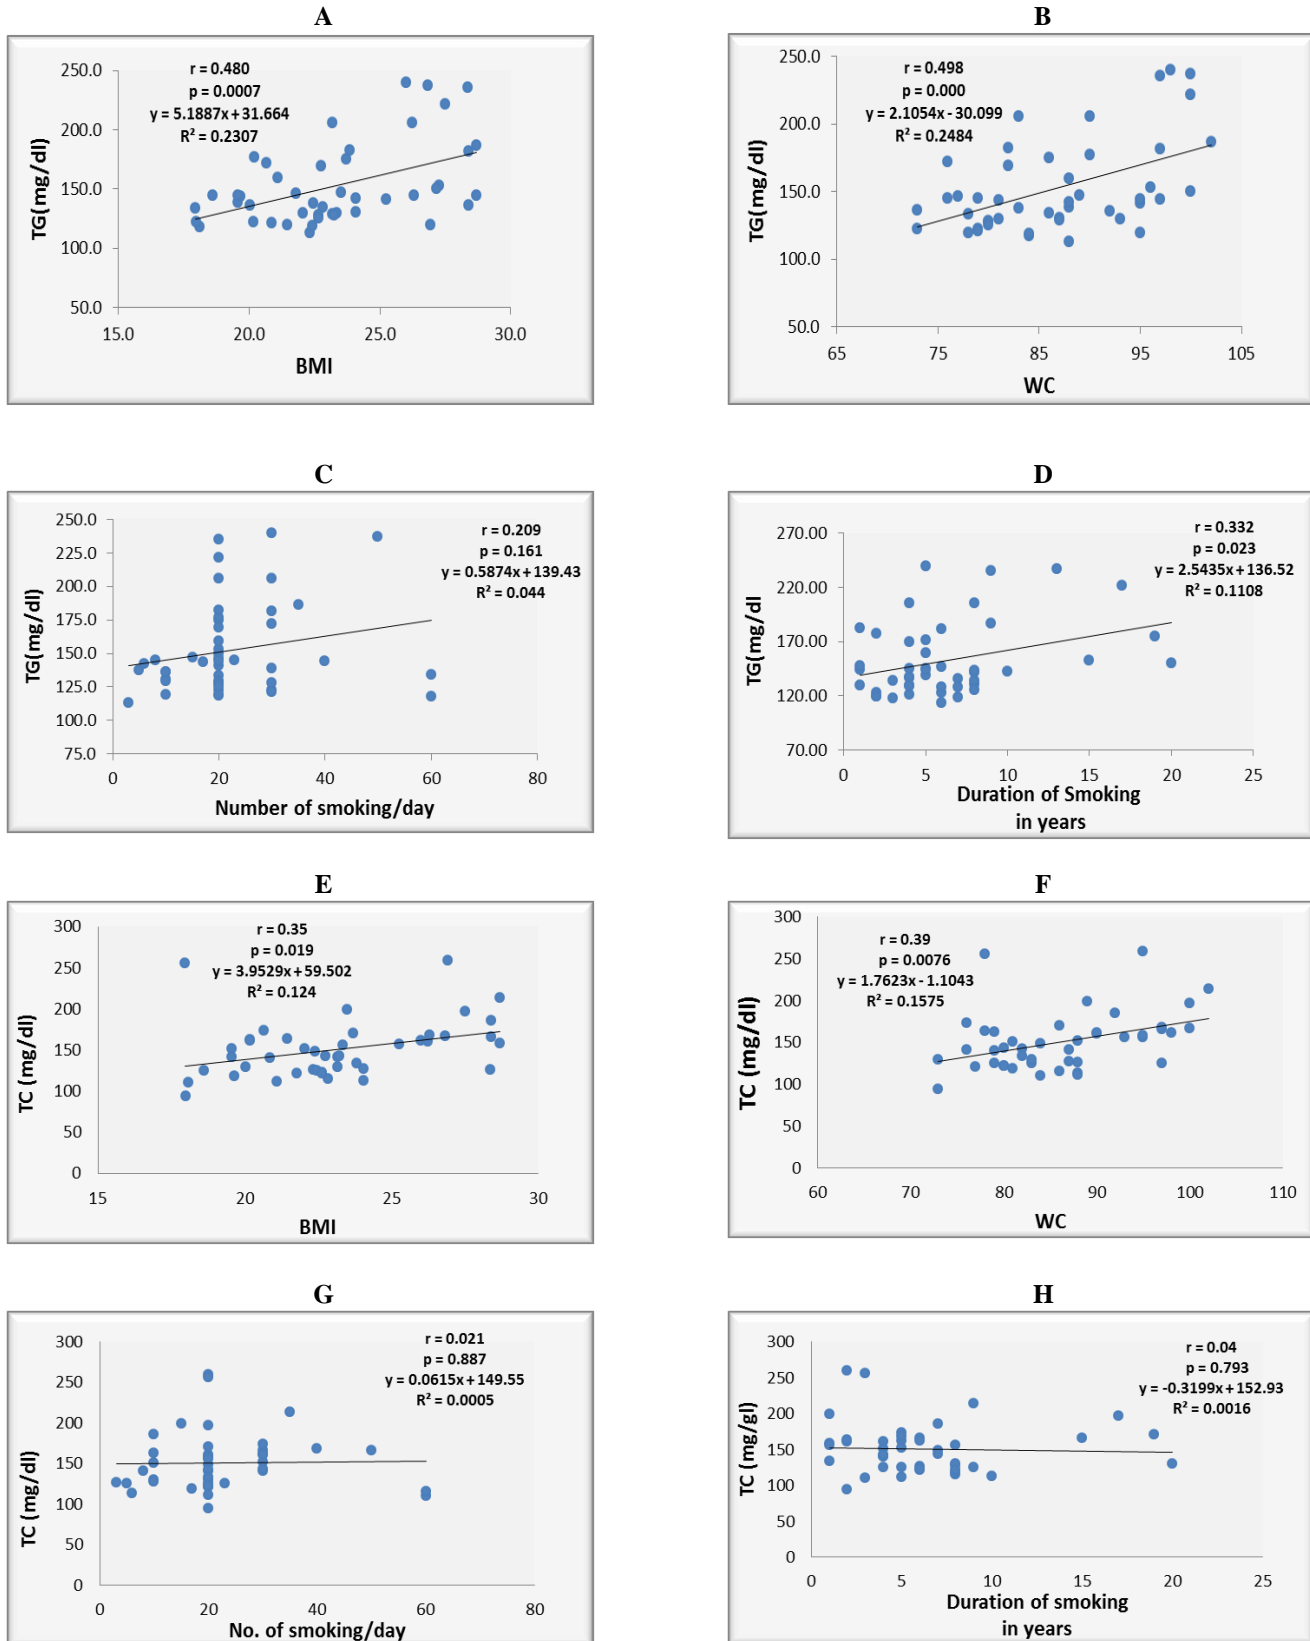 A
250.0
200.0
150.0
100.0
50.0
TG(mg/dl)
r = 0.480
p = 0.0007
y = 5.1887x + 31.664
R² = 0.2307
15.0 20.0 25.0 30.0
BMI
B
250.0
200.0
150.0
100.0
50.0
TG(mg/dl)
r = 0.498
p = 0.000
y = 2.1054x - 30.099
R² = 0.2484
65 75 85 95 105
WC
C
250.0
225.0
200.0
175.0
150.0
125.0
100.0
75.0
TG(mg/dl)
r = 0.209
p = 0.161
y = 0.5874x + 139.43
R² = 0.044
0 20 40 60 80
Number of smoking/day
D
270.00
220.00
170.00
120.00
70.00
TG(mg/dl
r = 0.332
p = 0.023
y = 2.5435x + 136.52
R² = 0.1108
0 5 10 15 20 25
Duration of Smoking
in years
E
300
250
200
150
100
50
0
TC (mg/dl)
r = 0.35
p = 0.019
y = 3.9529x + 59.502
R² = 0.124
15 20 25 30
BMI
F
300
250
200
150
100
50
0
TC (mg/dl)
r = 0.39
p = 0.0076
y = 1.7623x - 1.1043
R² = 0.1575
60 70 80 90 100 110
WC
G
300
250
200
150
100
50
0
TC (mg/dl)
r = 0.021
p = 0.887
y = 0.0615x + 149.55
R² = 0.0005
0 20 40 60 80
No. of smoking/day
H
300
250
200
150
100
50
0
TC (mg/gl)
r = 0.04
p = 0.793
y = -0.3199x + 152.93
R² = 0.0016
0 5 10 15 20 25
Duration of smoking
in years